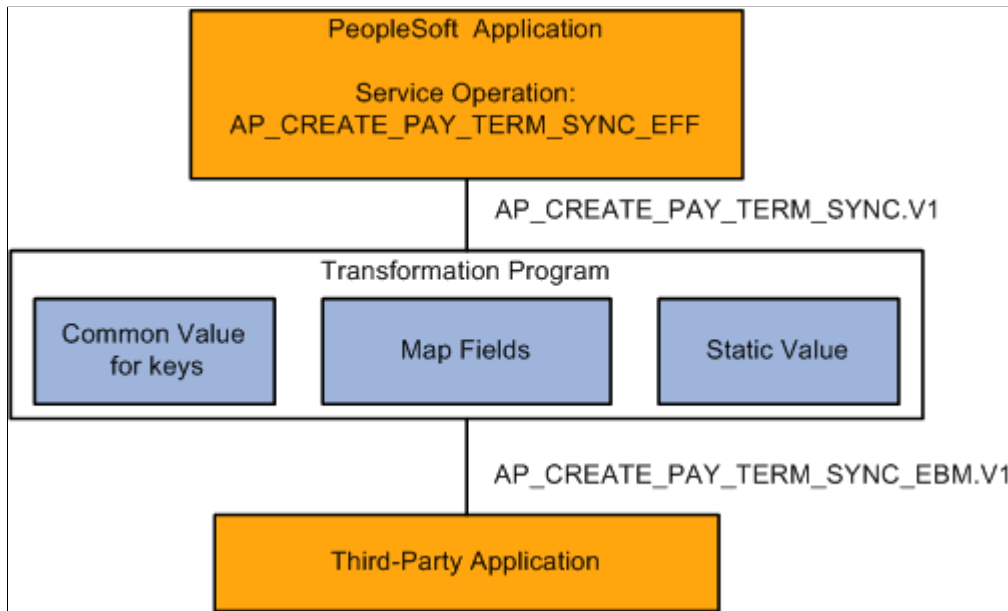 PeopleSoft Application
Service Operation:
AP_CREATE_PAY_TERM_SYNC_EFF
AP_CREATE_PAY_TERM_SYNC.V1
Transformation Program
Common Value
for keys
Map Fields
Static Value
AP_CREATE_PAY_TERM_SYNC_EBM.V1
Third-Party Application